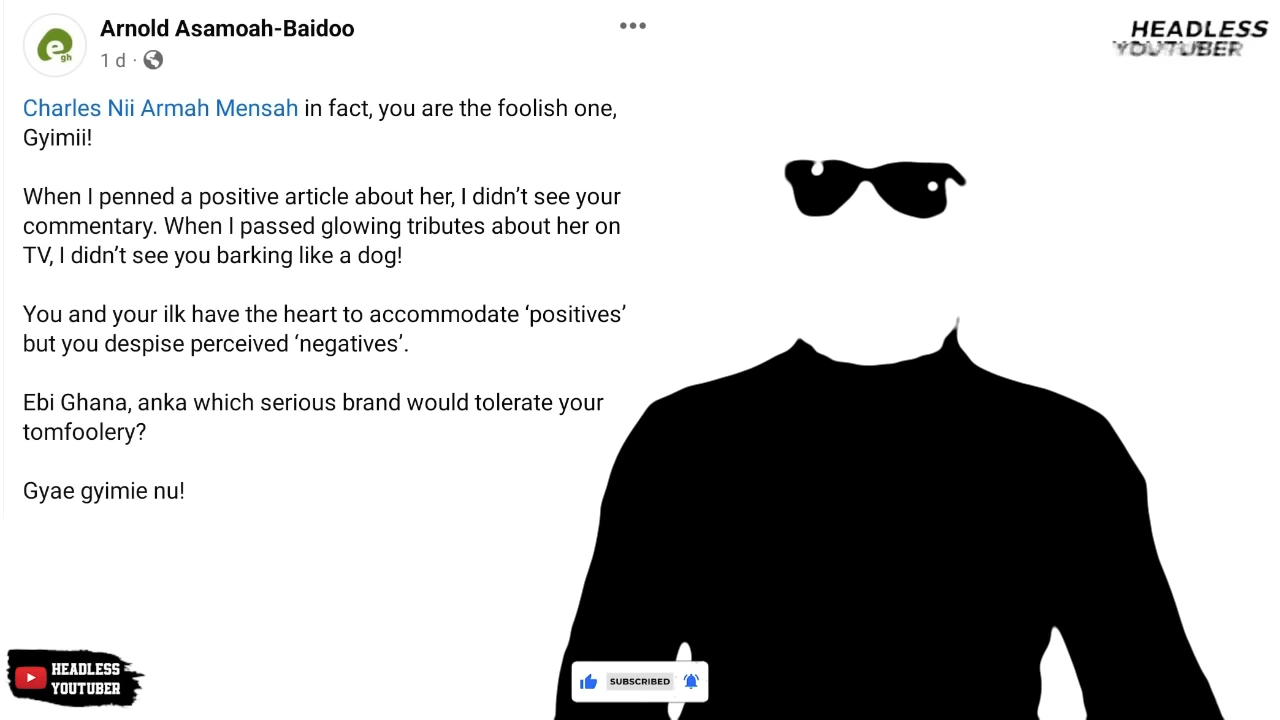 Arnold Asamoah-Baidoo
1 d ·
e
gh
HEADLESS
YOUTUBER
Charles Nii Armah Mensah in fact, you are the foolish one,
Gyimii!
When I penned a positive article about her, I didn’t see your
commentary. When I passed glowing tributes about her on
TV, I didn’t see you barking like a dog!
You and your ilk have the heart to accommodate ‘positives’
but you despise perceived ‘negatives’.
Ebi Ghana, anka which serious brand would tolerate your
tomfoolery?
Gyae gyimie nu!
HEADLESS
YOUTUBER
SUBSCRIBED